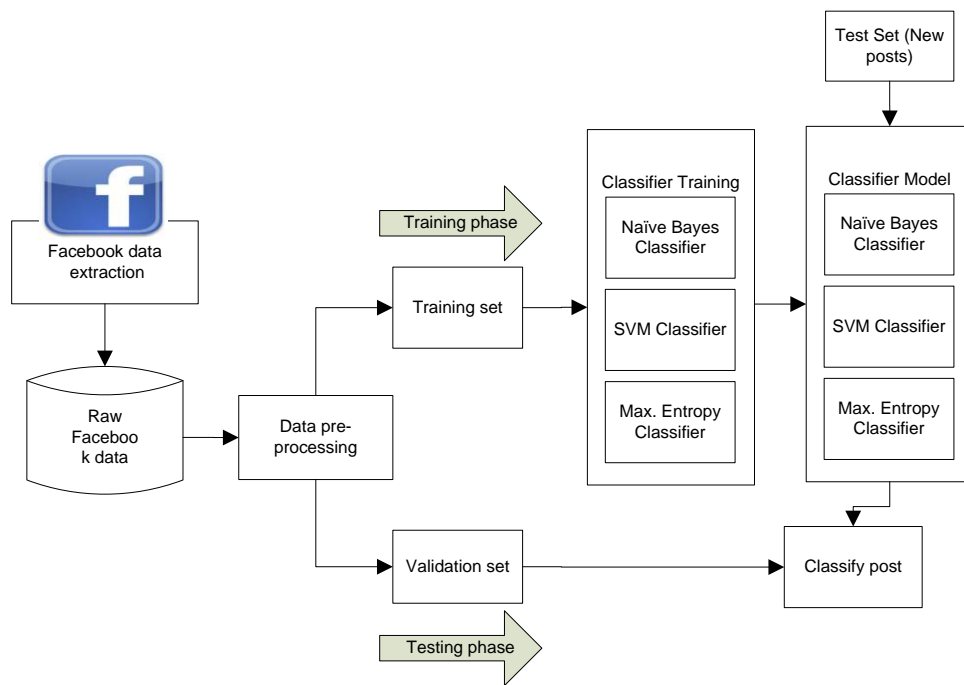 Test Set (New
posts)
f
Facebook data
extraction
Raw
Faceboo
k data
Data pre-
processing
Training phase
Training set
Classifier Training
Naïve Bayes
Classifier
SVM Classifier
Max. Entropy
Classifier
Classifier Model
Naïve Bayes
Classifier
SVM Classifier
Max. Entropy
Classifier
Validation set
Classify post
Testing phase